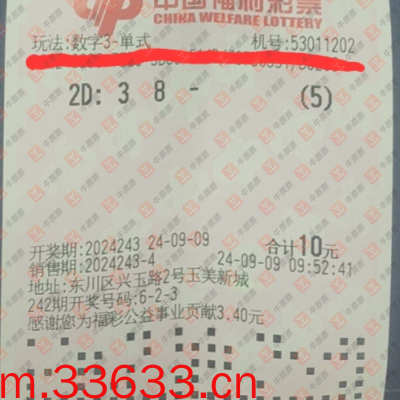 中国福利彩票
CHINA WELFARE LOTTERY
玩法:数字3-单式 机号:53011202
2D: 3 8 - (5)
开奖期:2024243 24-09-09 合计10元
销售期:2024243-4 24-09-09 09:52:41
地址:东川区兴玉路2号玉美新城
242期开奖号码:6-2-3
感谢您为福彩公益事业贡献3.40元
m.33633.cn